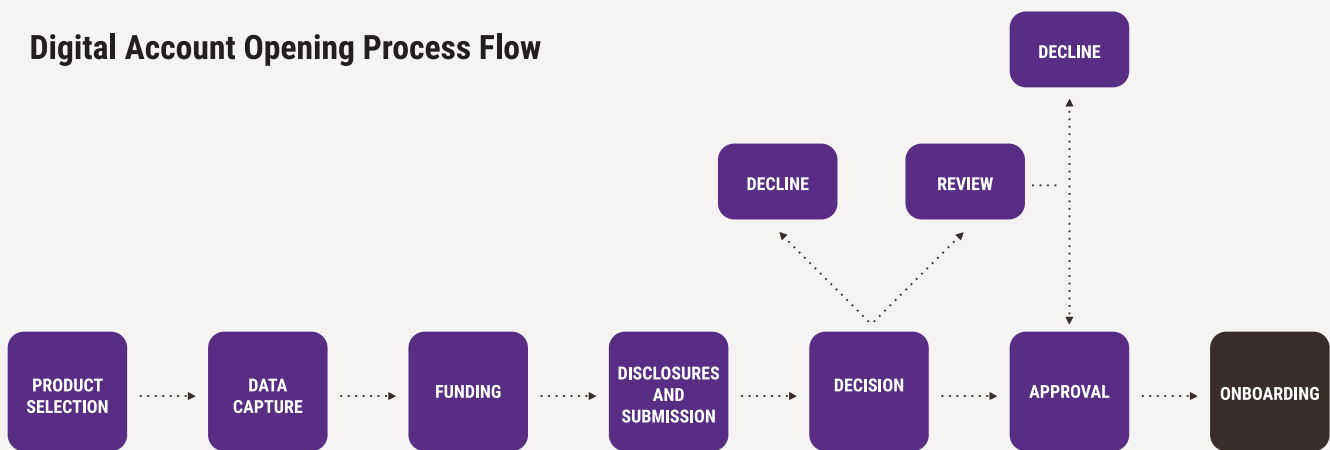 Digital Account Opening Process Flow
DECLINE
DECLINE
REVIEW
PRODUCT
SELECTION
DATA
CAPTURE
FUNDING
DISCLOSURES
AND
SUBMISSION
DECISION
APPROVAL
ONBOARDING